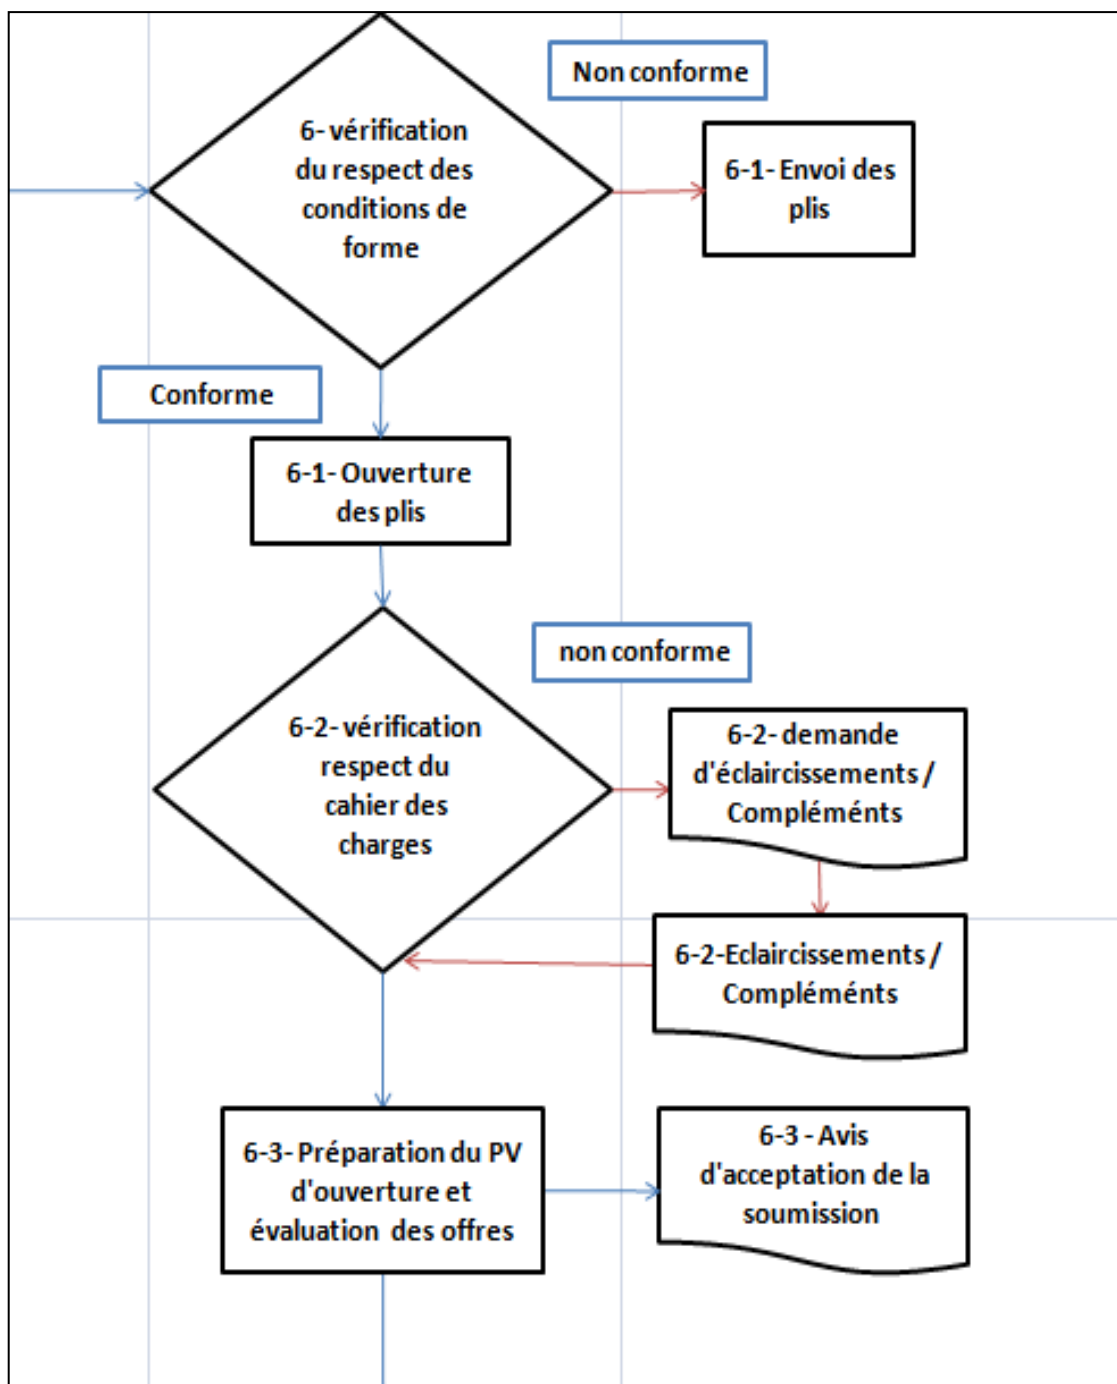 Non conforme
6- vérification
du respect des
conditions de
forme
6-1- Envoi des
plis
Conforme
6-1- Ouverture
des plis
non conforme
6-2- vérification
respect du
cahier des
charges
6-2- demande
d'éclaircissements /
Compléménts
6-2-Eclaircissements /
Compléménts
6-3- Préparation du PV
d'ouverture et
évaluation des offres
6-3 - Avis
d'acceptation de la
soumission